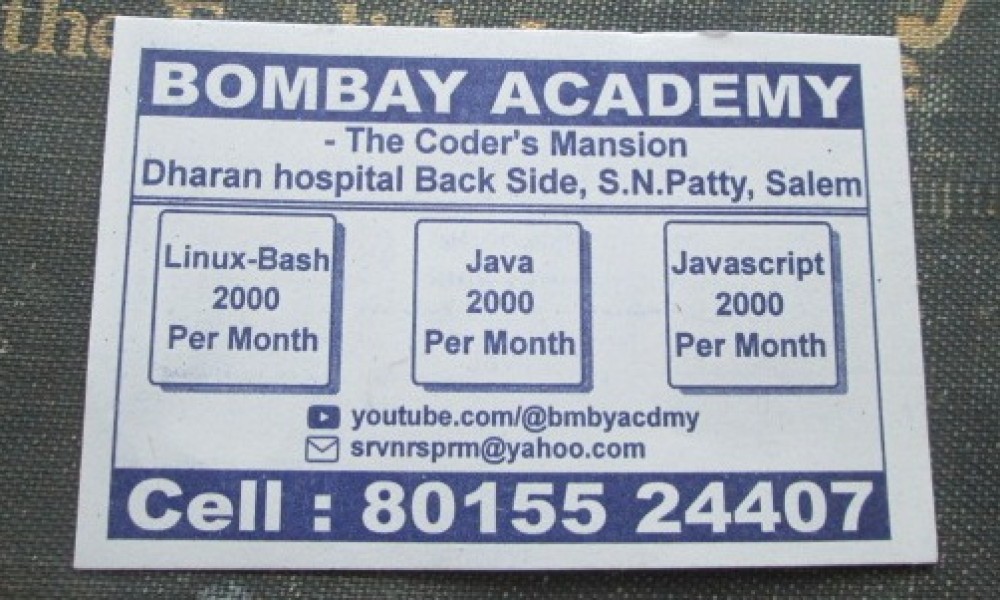 the
BOMBAY ACADEMY
- The Coder's Mansion
Dharan hospital Back Side, S.N.Patty, Salem
Linux-Bash
2000
Per Month
Java
2000
Per Month
Javascript
2000
Per Month
youtube.com/@bmbyacdmy
srvnrsprm@yahoo.com
Cell : 80155 24407